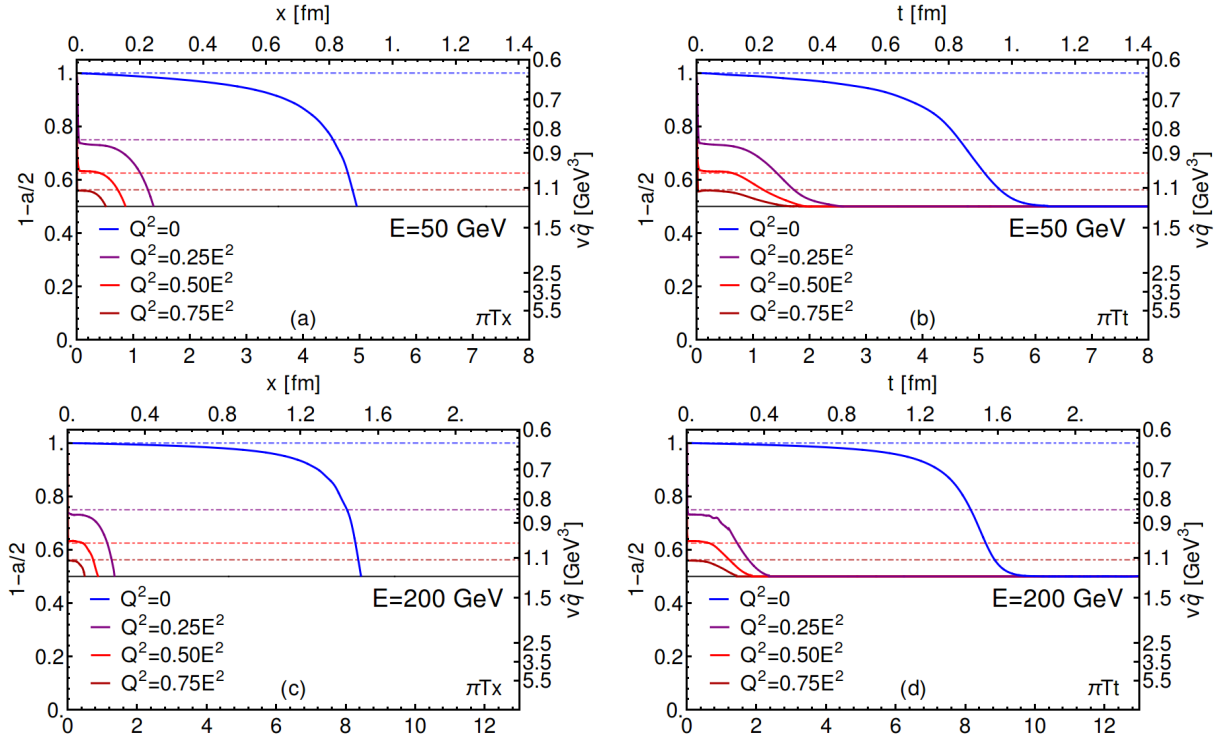 x [fm]
0. 0.2 0.4 0.6 0.8 1. 1.2 1.4
1. 0.8 0.6 0.4 0.2 0.
1−a/2
0.6 0.7 0.8 0.9 1.1 1.5 2.5 3.5 5.5
v q̂ [GeV³]
E=50 GeV
Q²=0
Q²=0.25E²
Q²=0.50E²
Q²=0.75E²
(a)
πTx
0 1 2 3 4 5 6 7 8
t [fm]
0. 0.2 0.4 0.6 0.8 1. 1.2 1.4
1. 0.8 0.6 0.4 0.2 0.
1−a/2
0.6 0.7 0.8 0.9 1.1 1.5 2.5 3.5 5.5
v q̂ [GeV³]
E=50 GeV
Q²=0
Q²=0.25E²
Q²=0.50E²
Q²=0.75E²
(b)
πTt
0 1 2 3 4 5 6 7 8
x [fm]
0. 0.4 0.8 1.2 1.6 2.
1. 0.8 0.6 0.4 0.2 0.
1−a/2
0.6 0.7 0.8 0.9 1.1 1.5 2.5 3.5 5.5
v q̂ [GeV³]
E=200 GeV
Q²=0
Q²=0.25E²
Q²=0.50E²
Q²=0.75E²
(c)
πTx
0 2 4 6 8 10 12
t [fm]
0. 0.4 0.8 1.2 1.6 2.
1. 0.8 0.6 0.4 0.2 0.
1−a/2
0.6 0.7 0.8 0.9 1.1 1.5 2.5 3.5 5.5
v q̂ [GeV³]
E=200 GeV
Q²=0
Q²=0.25E²
Q²=0.50E²
Q²=0.75E²
(d)
πTt
0 2 4 6 8 10 12